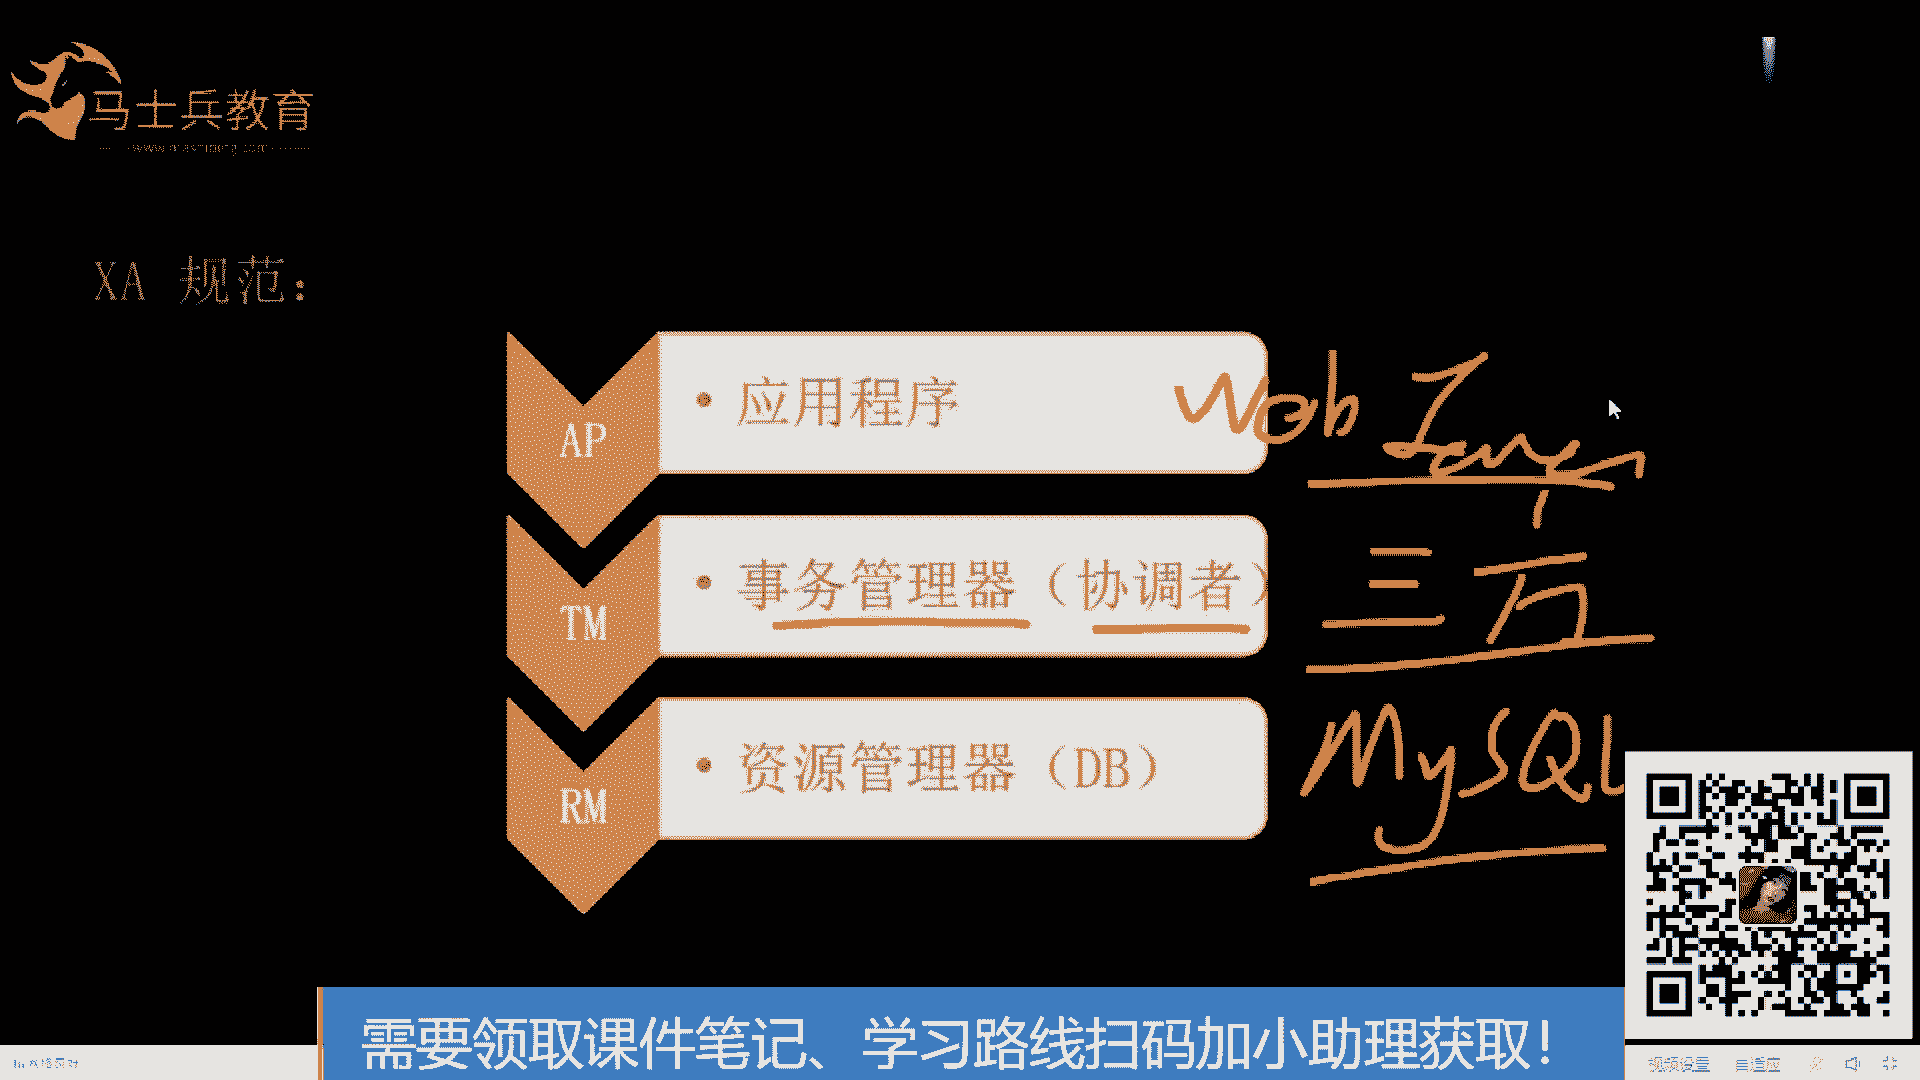 马士兵教育
www.mashibing.com
XA 规范：
AP
• 应用程序
Web
TM
• 事务管理器（协调者）
三方
RM
• 资源管理器（DB）
MySQL
需要领取课件笔记、学习路线扫码加小助理获取！
视频设置 自适应